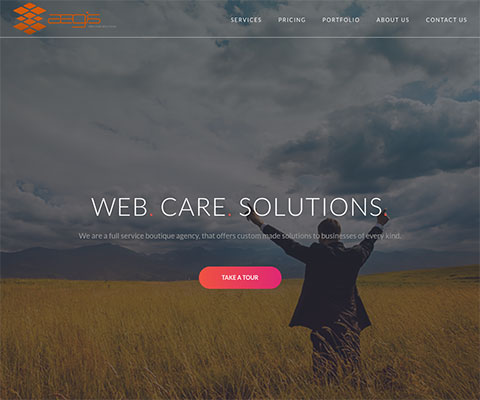 aegis
SERVICES PRICING PORTFOLIO ABOUT US CONTACT US
WEB. CARE. SOLUTIONS.
We are a full service boutique agency, that offers custom made solutions to businesses of every kind.
TAKE A TOUR